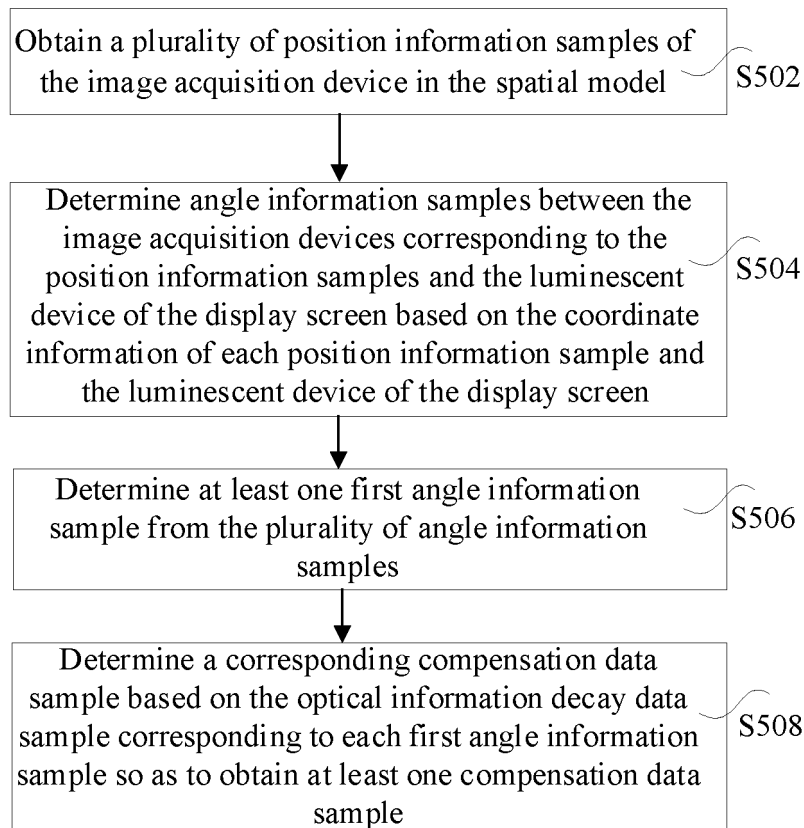 Obtain a plurality of position information samples of
the image acquisition device in the spatial model
S502
Determine angle information samples between the
image acquisition devices corresponding to the
position information samples and the luminescent
device of the display screen based on the coordinate
information of each position information sample and
the luminescent device of the display screen
S504
Determine at least one first angle information
sample from the plurality of angle information
samples
S506
Determine a corresponding compensation data
sample based on the optical information decay data
sample corresponding to each first angle information
sample so as to obtain at least one compensation data
sample
S508